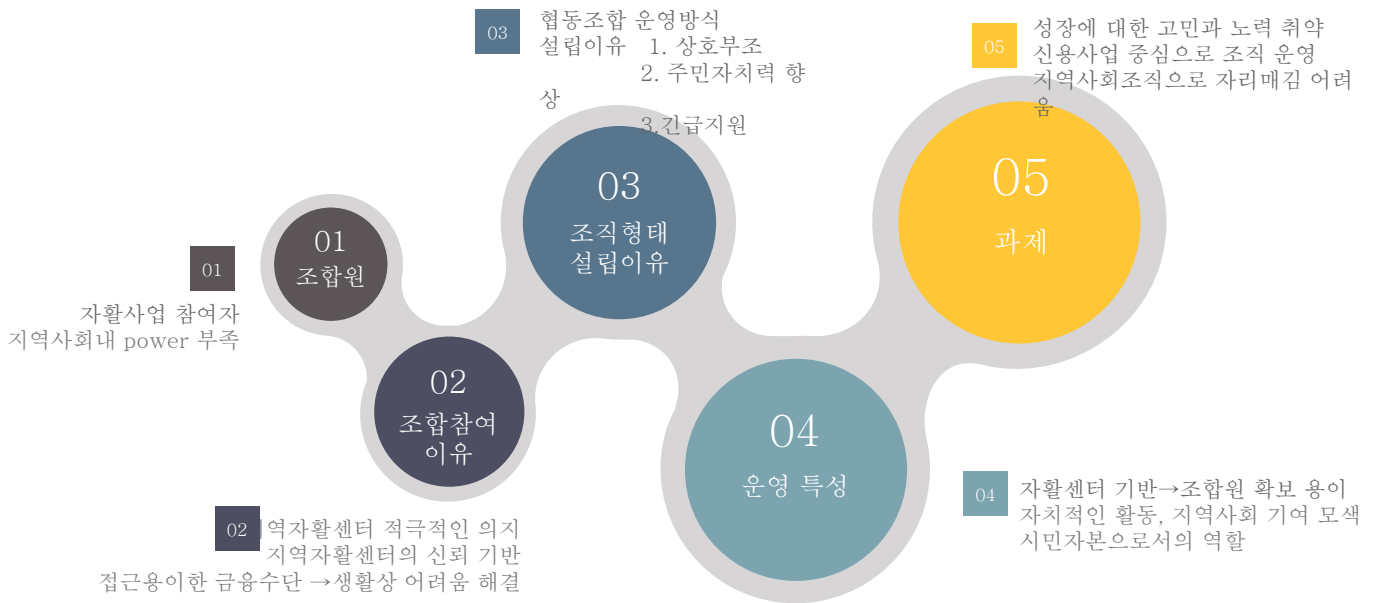 03
협동조합 운영방식
설립이유 1. 상호부조
2. 주민자치력 향
상
3.긴급지원
05
성장에 대한 고민과 노력 취약
신용사업 중심으로 조직 운영
지역사회조직으로 자리매김 어려
움
01
조합원
02
조합참여
이유
03
조직형태
설립이유
04
운영 특성
05
과제
01
자활사업 참여자
지역사회내 power 부족
02
역자활센터 적극적인 의지
지역자활센터의 신뢰 기반
접근용이한 금융수단 →생활상 어려움 해결
04
자활센터 기반→조합원 확보 용이
자치적인 활동, 지역사회 기여 모색
시민자본으로서의 역할